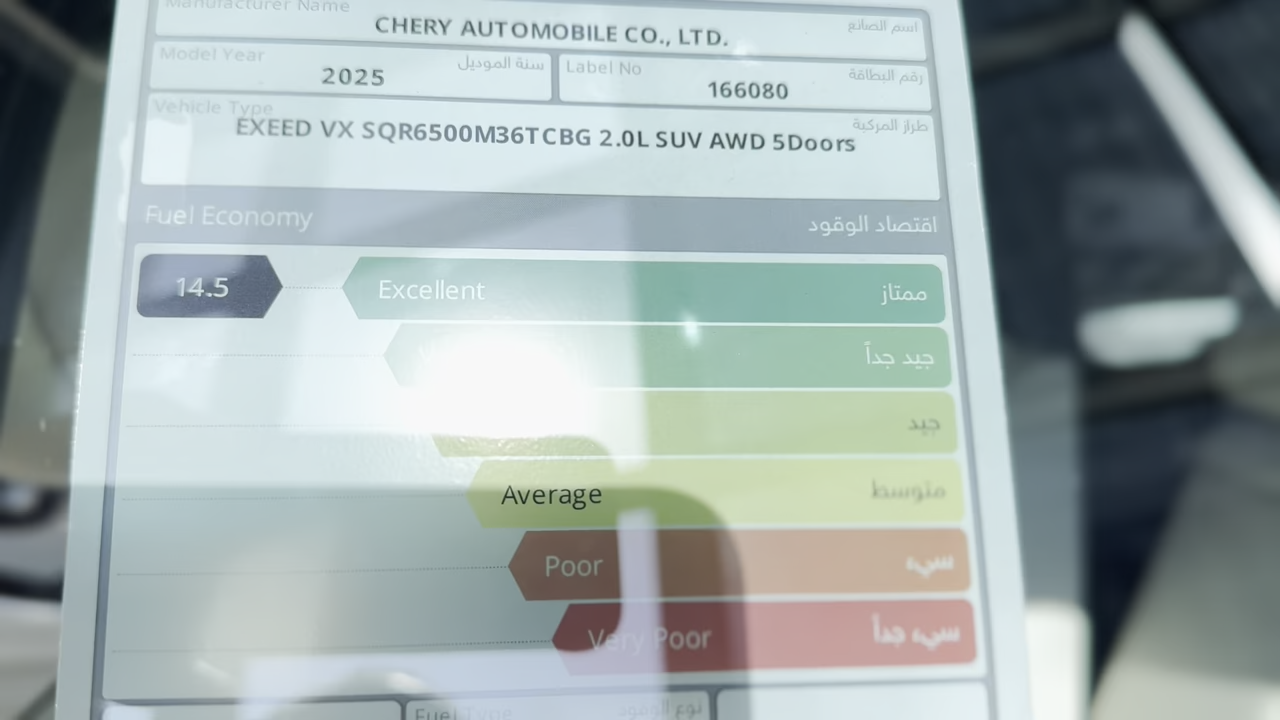 Manufacturer Name
اسم الصانع
CHERY AUTOMOBILE CO., LTD.
Model Year
سنة الموديل
2025
Label No
رقم البطاقة
166080
Vehicle Type
طراز المركبة
EXEED VX SQR6500M36TCBG 2.0L SUV AWD 5Doors
Fuel Economy
اقتصاد الوقود
14.5
Excellent
ممتاز
جيد جداً
جيد
Average
متوسط
Poor
سيء
Very Poor
سيء جداً
Fuel Type
نوع الوقود